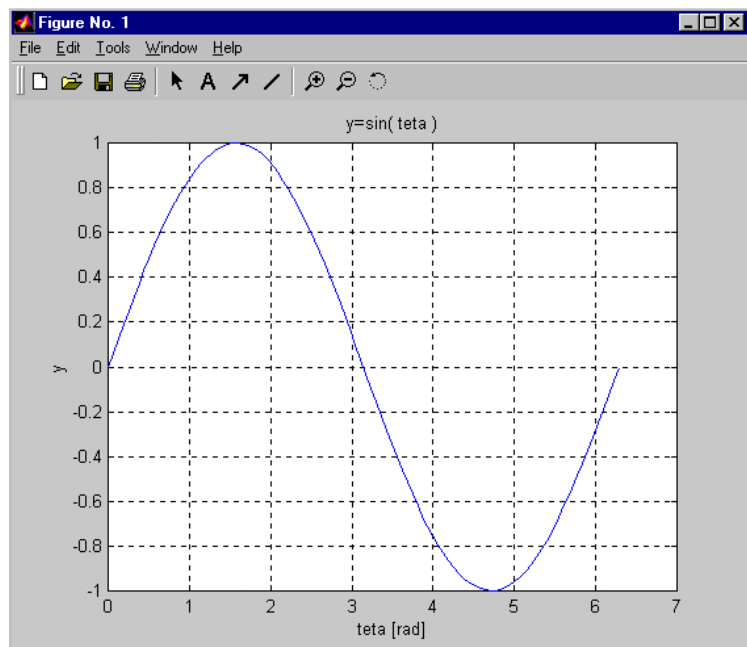 Figure No. 1
File Edit Tools Window Help
A
y=sin( teta )
1
0.8
0.6
0.4
0.2
0
-0.2
-0.4
-0.6
-0.8
-1
y
0 1 2 3 4 5 6 7
teta [rad]